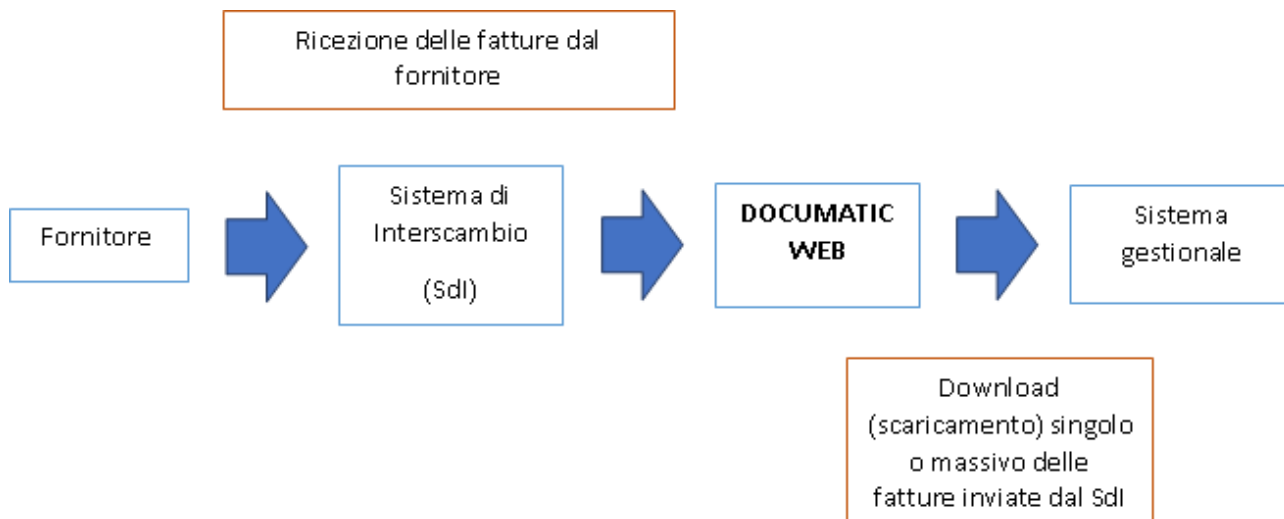 Ricezione delle fatture dal
fornitore
Fornitore
Sistema di
Interscambio
(SdI)
DOCUMATIC
WEB
Sistema
gestionale
Download
(scaricamento) singolo
o massivo delle
fatture inviate dal SdI